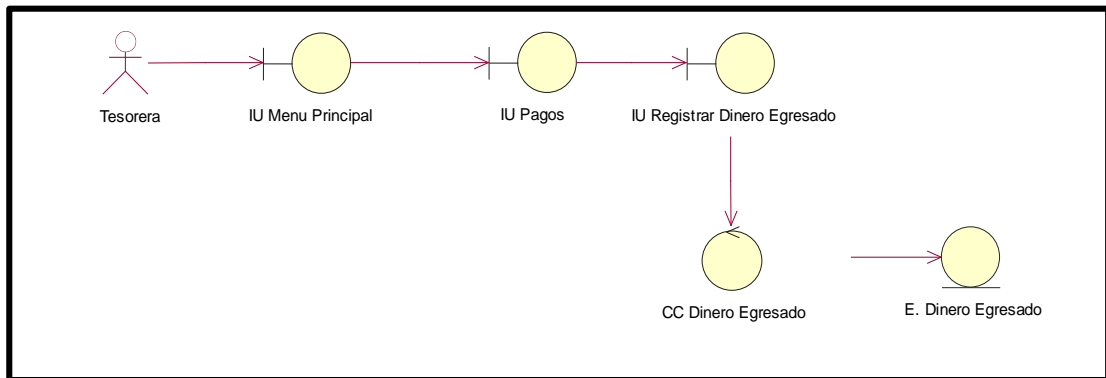 Tesorera
IU Menu Principal
IU Pagos
IU Registrar Dinero Egresado
CC Dinero Egresado
E. Dinero Egresado